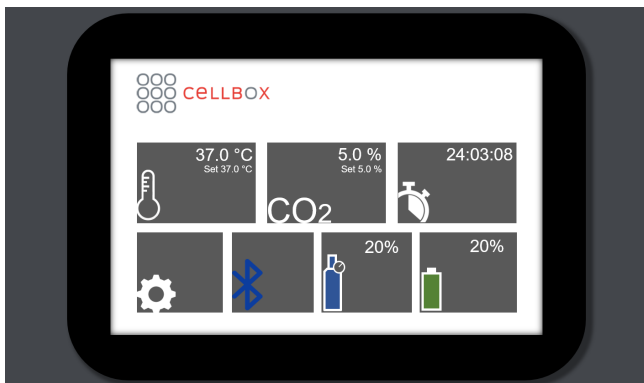 CELLBOX
37.0 °C
Set 37.0 °C
5.0 %
Set 5.0 %
CO2
24:03:08
20%
20%